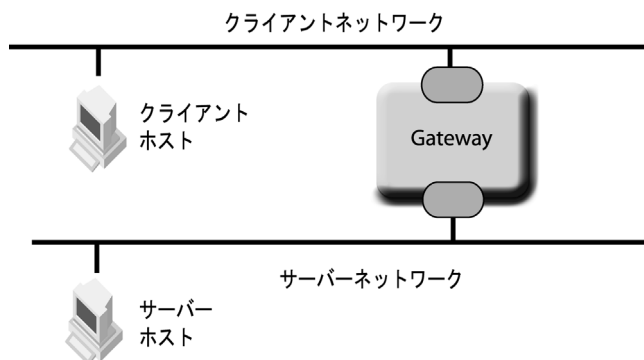 クライアントネットワーク
クライアント
ホスト
Gateway
サーバーネットワーク
サーバー
ホスト